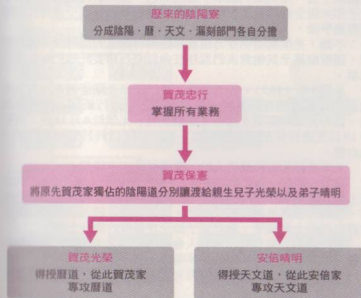 歷來的陰陽寮
分成陰陽・曆・天文・漏刻部門各自分擔
賀茂忠行
掌握所有業務
賀茂保憲
將原先賀茂家獨佔的陰陽道分別讓渡給親生兒子光榮以及弟子晴明
賀茂光榮
得授曆道，從此賀茂家
專攻曆道
安倍晴明
得授天文道，從此安倍家
專攻天文道